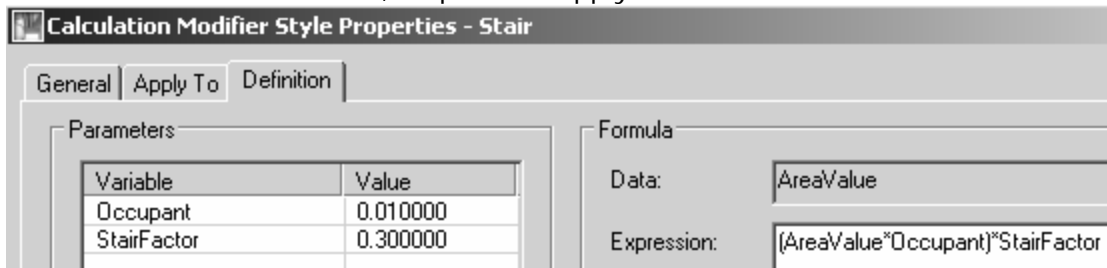 Calculation Modifier Style Properties - Stair
General Apply To Definition
Parameters
Variable Value
Occupant 0.010000
StairFactor 0.300000
Formula
Data: AreaValue
Expression: (AreaValue*Occupant)*StairFactor